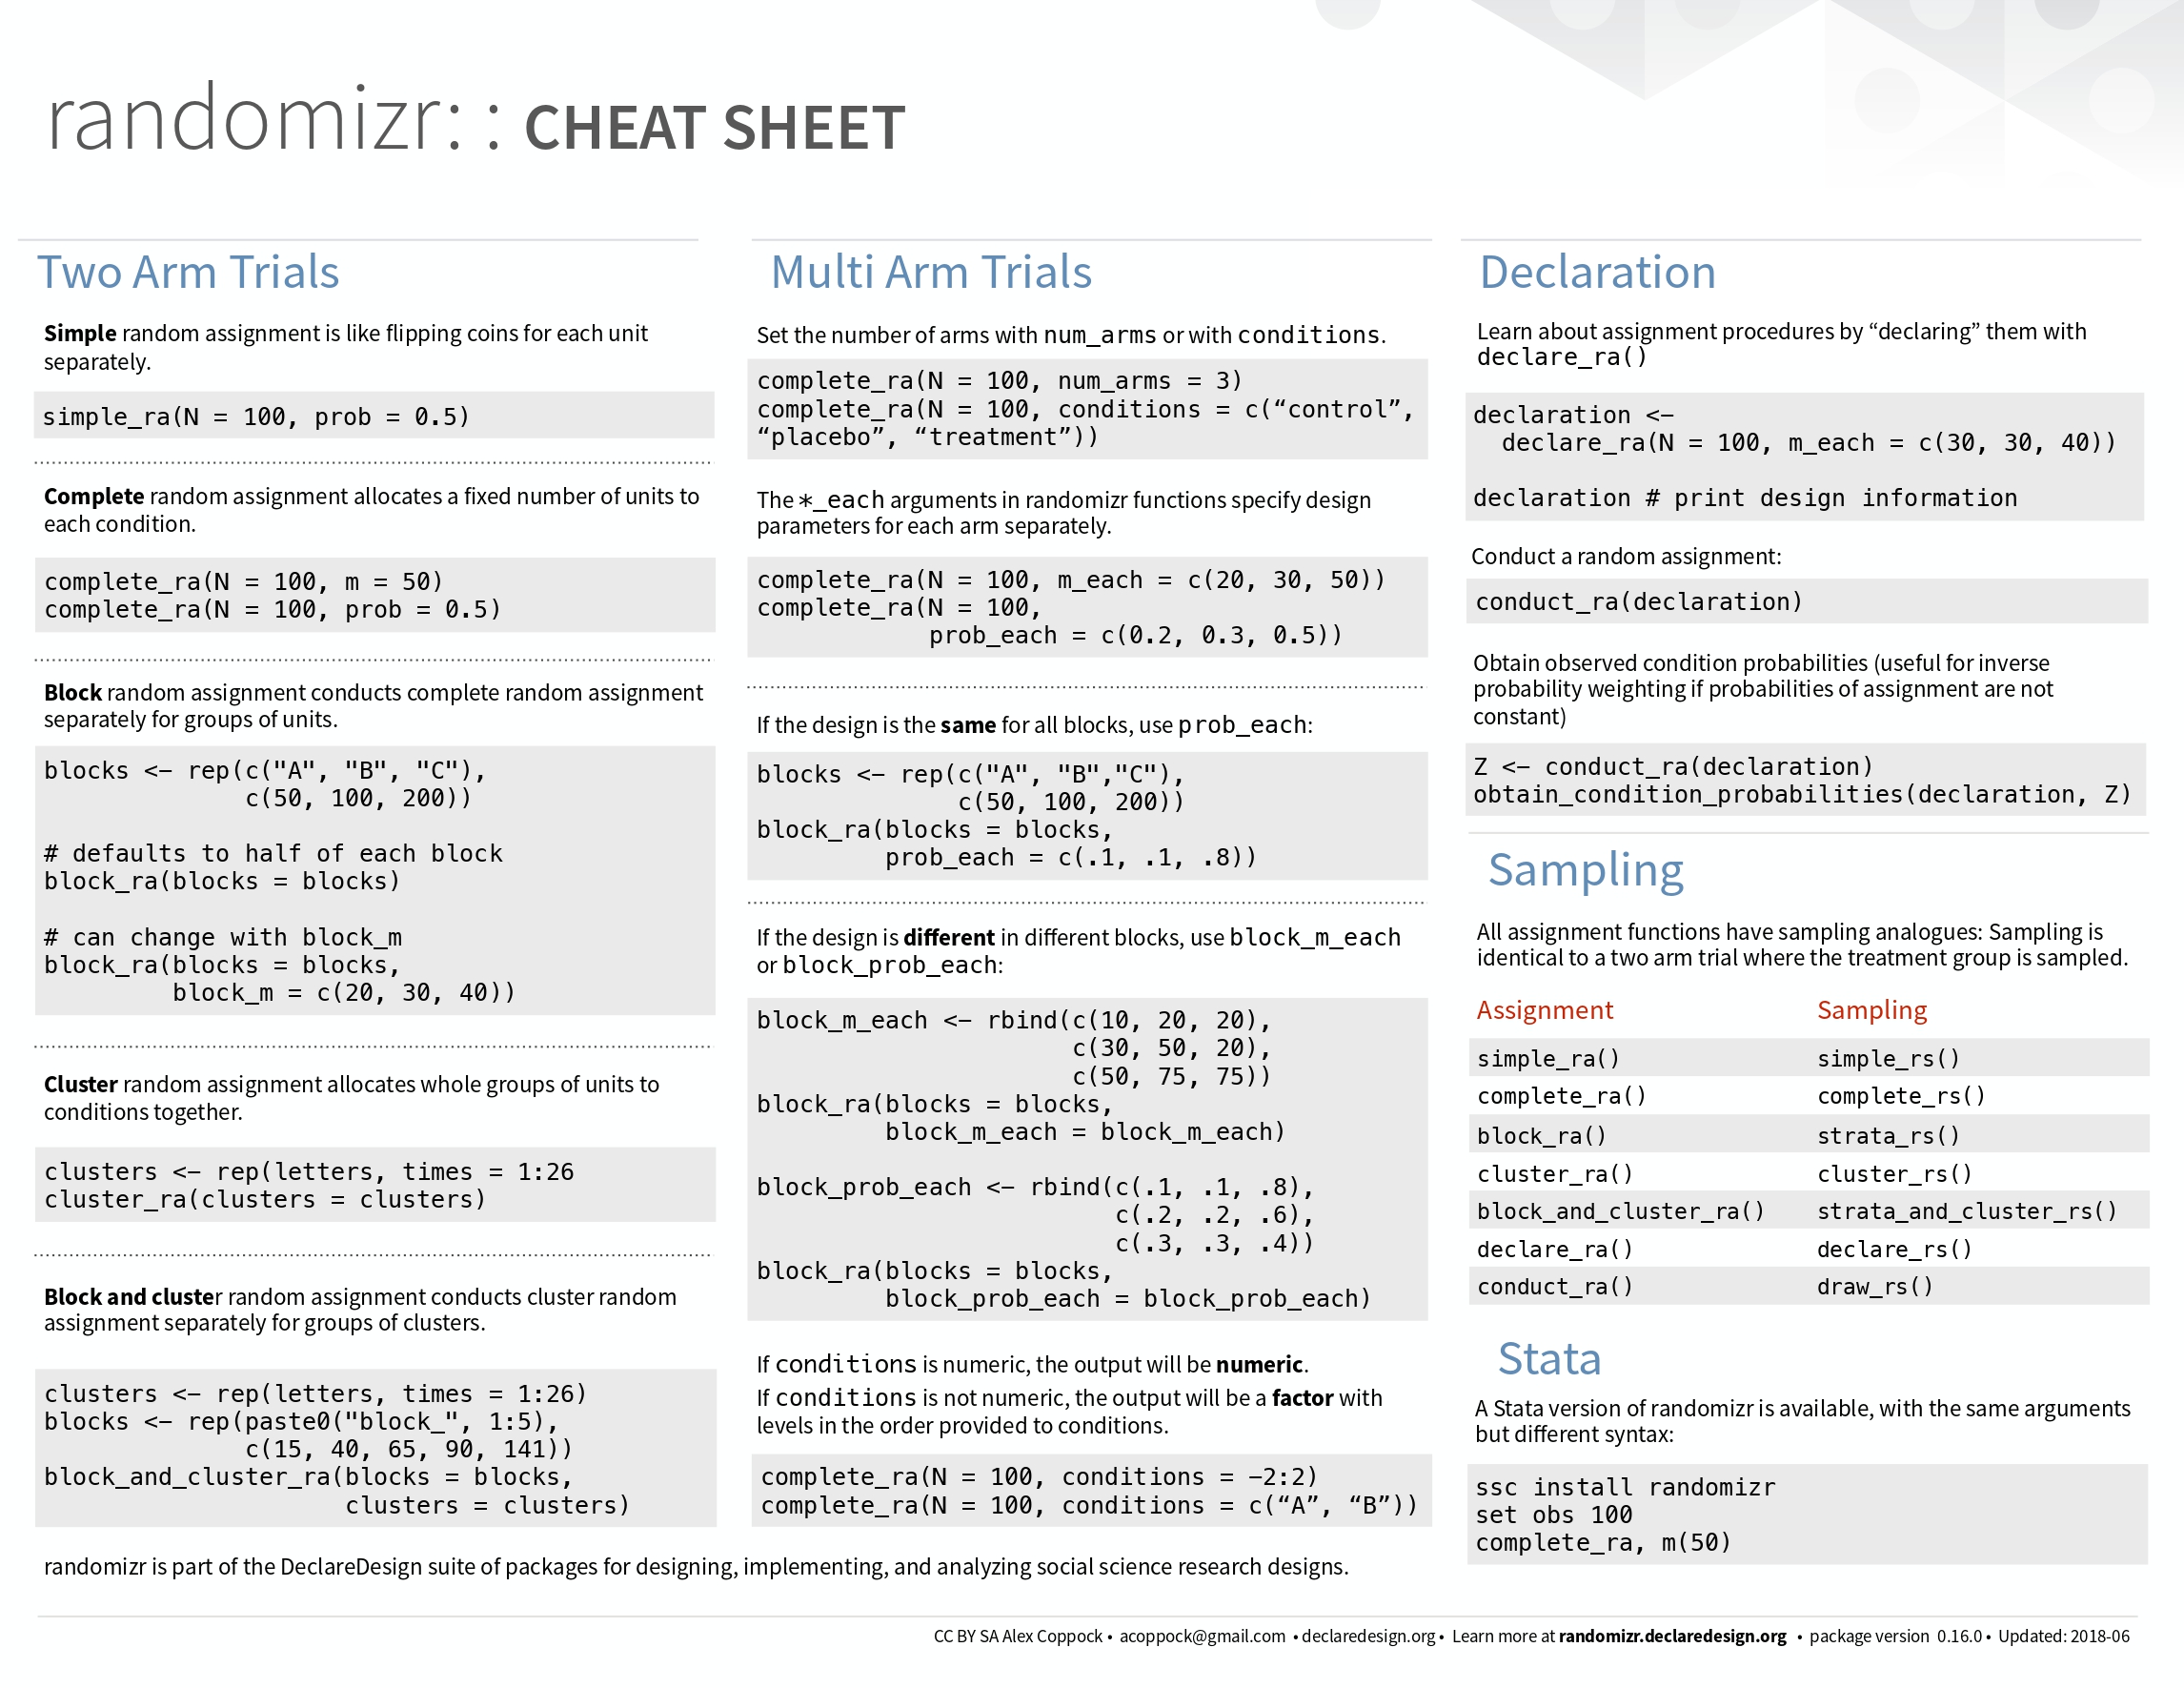 randomizr: : CHEAT SHEET
Two Arm Trials
Simple random assignment is like flipping coins for each unit
separately.
simple_ra(N = 100, prob = 0.5)
Complete random assignment allocates a fixed number of units to
each condition.
complete_ra(N = 100, m = 50)
complete_ra(N = 100, prob = 0.5)
Block random assignment conducts complete random assignment
separately for groups of units.
blocks <- rep(c("A", "B", "C"),
c(50, 100, 200))
# defaults to half of each block
block_ra(blocks = blocks)
# can change with block_m
block_ra(blocks = blocks,
block_m = c(20, 30, 40))
Cluster random assignment allocates whole groups of units to
conditions together.
clusters <- rep(letters, times = 1:26
cluster_ra(clusters = clusters)
Block and cluster random assignment conducts cluster random
assignment separately for groups of clusters.
clusters <- rep(letters, times = 1:26)
blocks <- rep(paste0("block_", 1:5),
c(15, 40, 65, 90, 141))
block_and_cluster_ra(blocks = blocks,
clusters = clusters)
Multi Arm Trials
Set the number of arms with num_arms or with conditions.
complete_ra(N = 100, num_arms = 3)
complete_ra(N = 100, conditions = c(“control”,
“placebo”, “treatment”))
The *_each arguments in randomizr functions specify design
parameters for each arm separately.
complete_ra(N = 100, m_each = c(20, 30, 50))
complete_ra(N = 100,
prob_each = c(0.2, 0.3, 0.5))
If the design is the same for all blocks, use prob_each:
blocks <- rep(c("A", "B","C"),
c(50, 100, 200))
block_ra(blocks = blocks,
prob_each = c(.1, .1, .8))
If the design is different in different blocks, use block_m_each
or block_prob_each:
block_m_each <- rbind(c(10, 20, 20),
c(30, 50, 20),
c(50, 75, 75))
block_ra(blocks = blocks,
block_m_each = block_m_each)
block_prob_each <- rbind(c(.1, .1, .8),
c(.2, .2, .6),
c(.3, .3, .4))
block_ra(blocks = blocks,
block_prob_each = block_prob_each)
If conditions is numeric, the output will be numeric.
If conditions is not numeric, the output will be a factor with
levels in the order provided to conditions.
complete_ra(N = 100, conditions = -2:2)
complete_ra(N = 100, conditions = c(“A”, “B”))
Declaration
Learn about assignment procedures by “declaring” them with
declare_ra()
declaration <-
declare_ra(N = 100, m_each = c(30, 30, 40))
declaration # print design information
Conduct a random assignment:
conduct_ra(declaration)
Obtain observed condition probabilities (useful for inverse
probability weighting if probabilities of assignment are not
constant)
Z <- conduct_ra(declaration)
obtain_condition_probabilities(declaration, Z)
Sampling
All assignment functions have sampling analogues: Sampling is
identical to a two arm trial where the treatment group is sampled.
Assignment Sampling
simple_ra() simple_rs()
complete_ra() complete_rs()
block_ra() strata_rs()
cluster_ra() cluster_rs()
block_and_cluster_ra() strata_and_cluster_rs()
declare_ra() declare_rs()
conduct_ra() draw_rs()
Stata
A Stata version of randomizr is available, with the same arguments
but different syntax:
ssc install randomizr
set obs 100
complete_ra, m(50)
randomizr is part of the DeclareDesign suite of packages for designing, implementing, and analyzing social science research designs.
CC BY SA Alex Coppock • acoppock@gmail.com • declaredesign.org • Learn more at randomizr.declaredesign.org • package version 0.16.0 • Updated: 2018-06